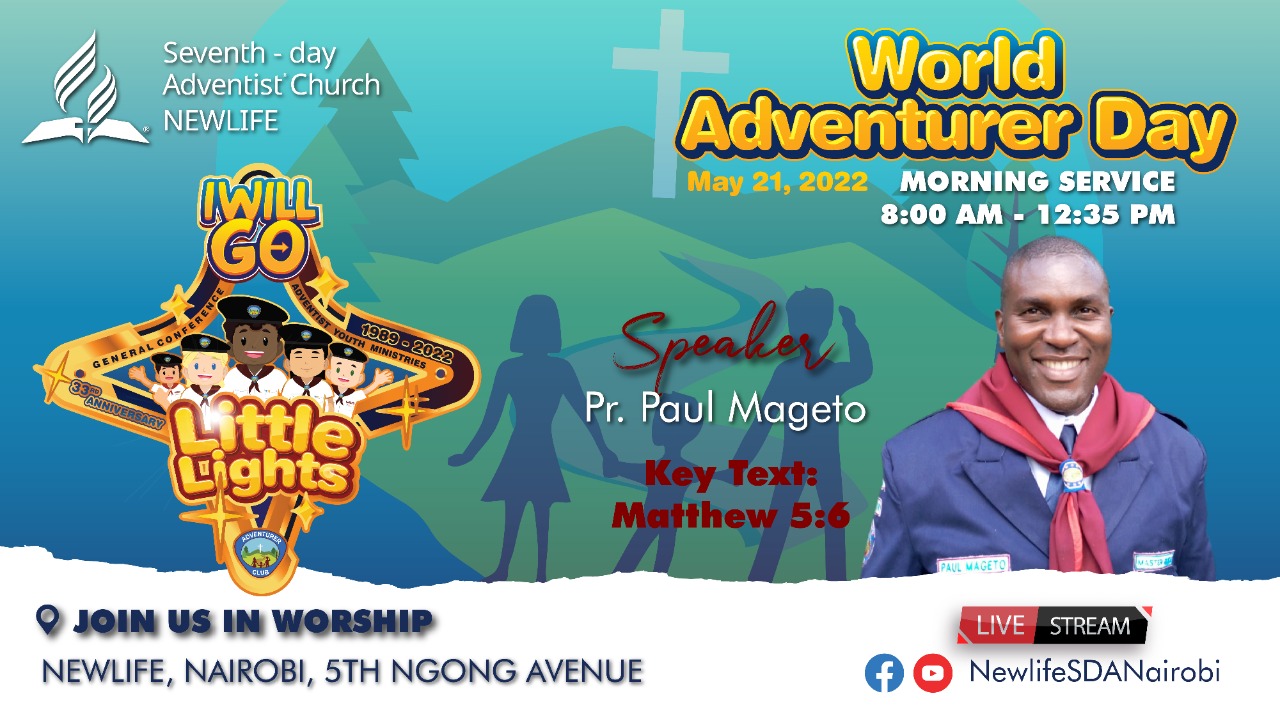 Seventh - day
Adventist Church
NEWLIFE
®
World
Adventurer Day
May 21, 2022
MORNING SERVICE
8:00 AM - 12:35 PM
I WILL
GO
GENERAL CONFERENCE
ADVENTIST YOUTH MINISTRIES
1989 - 2022
33RD
ANNIVERSARY
Little
Lights
ADVENTURER
CLUB
Speaker
Pr. Paul Mageto
Key Text:
Matthew 5:6
PAUL MAGETO
JOIN US IN WORSHIP
NEWLIFE, NAIROBI, 5TH NGONG AVENUE
LIVE STREAM
NewlifeSDANairobi